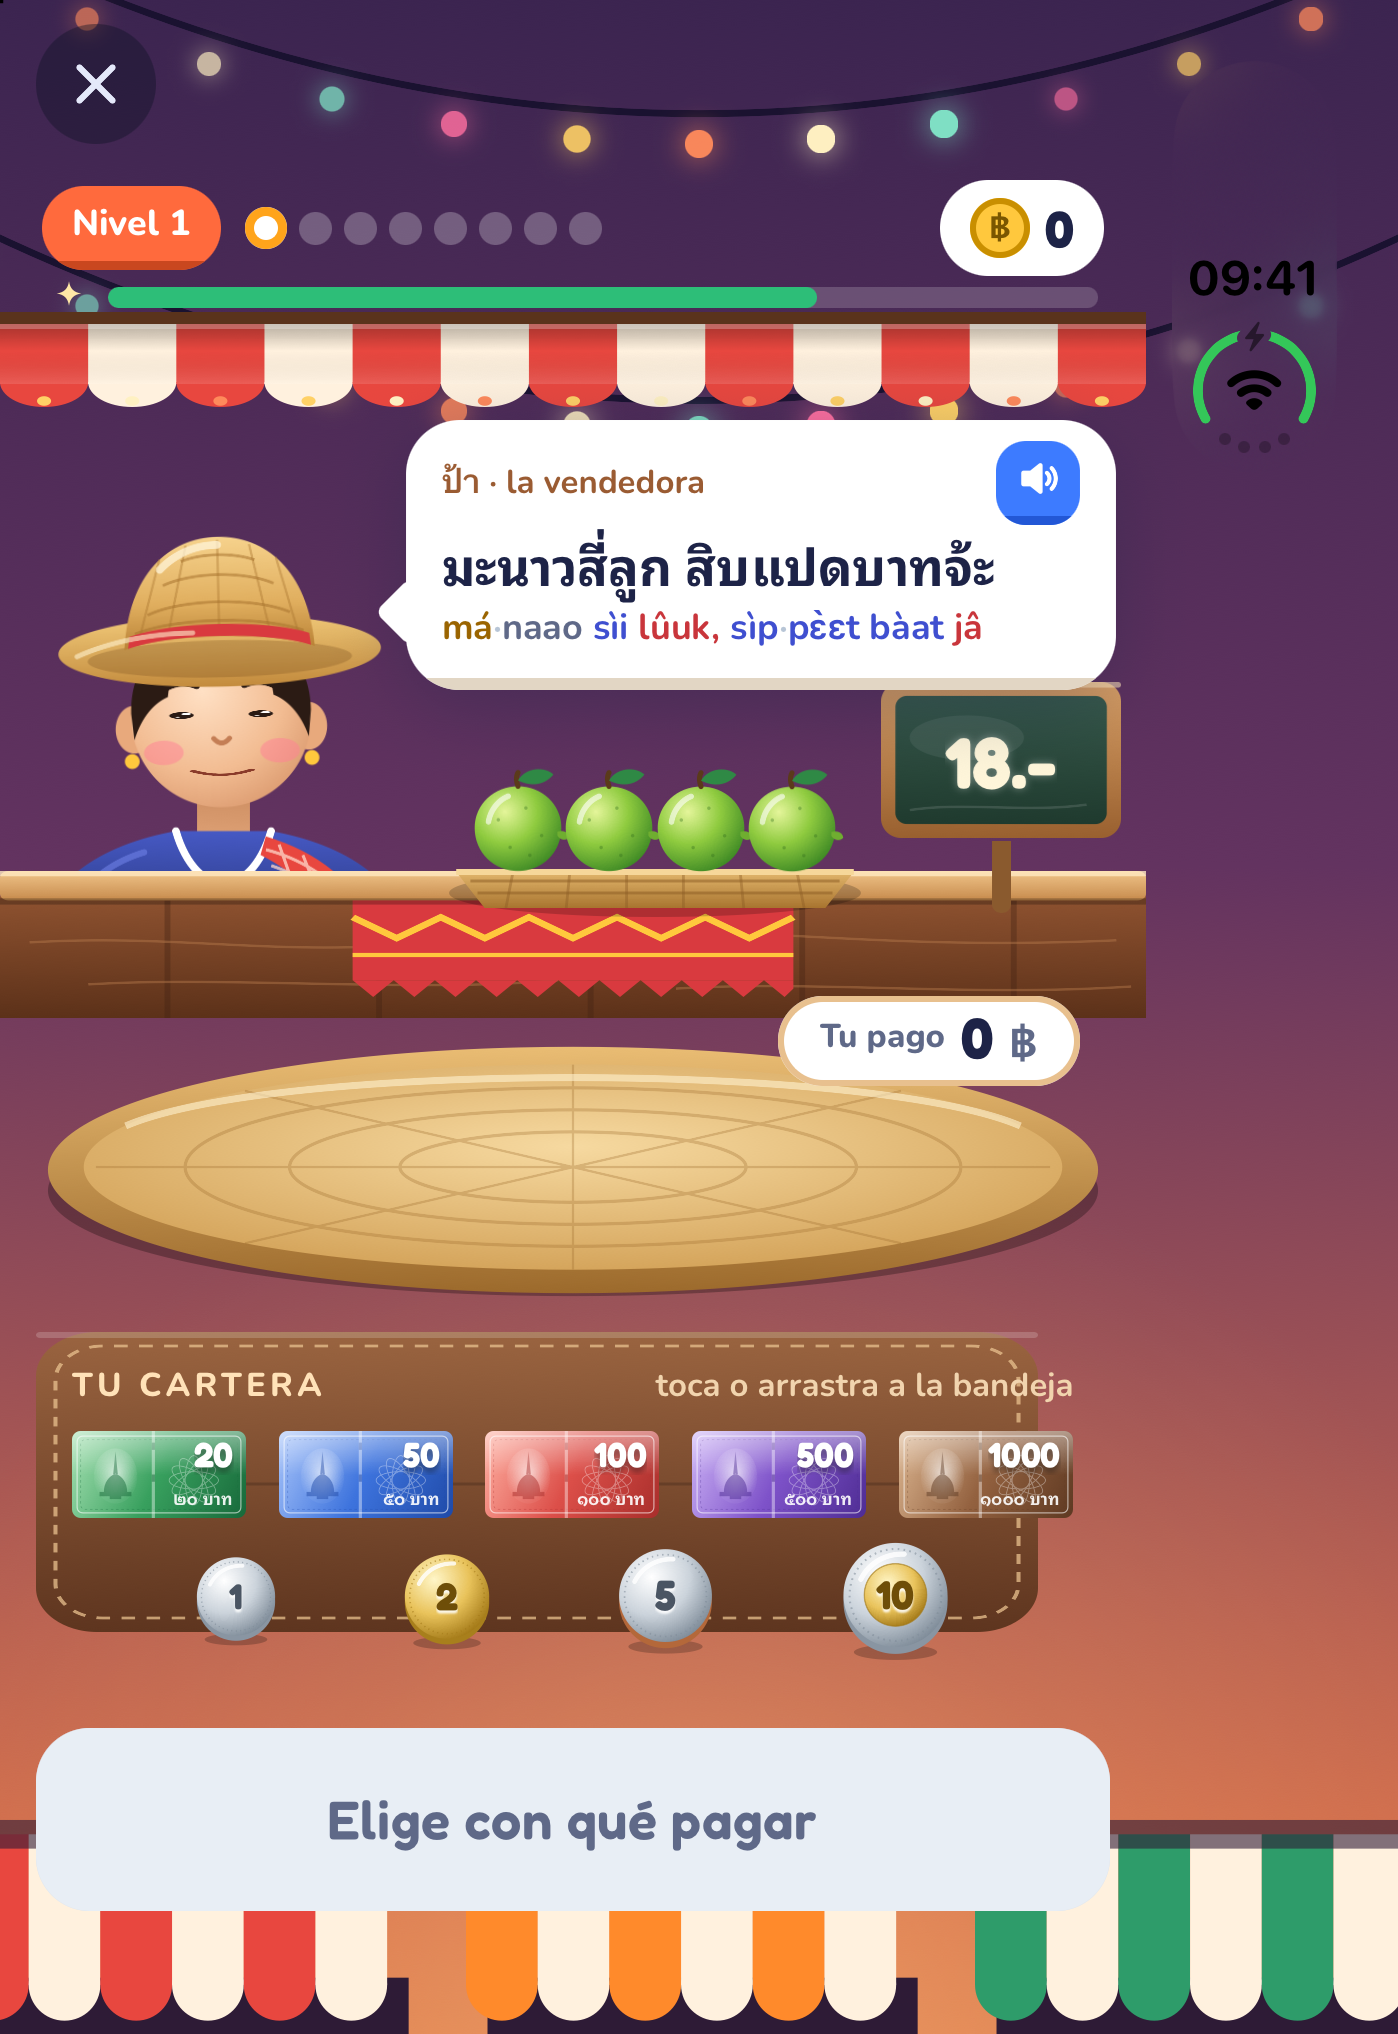 Nivel 1
฿ 0
09:41
ป้า · la vendedora
มะนาวสี่ลูก สิบแปดบาทจ้ะ
má·naao sìi lûuk, sìp·pɛ̀ɛt bàat jâ
18.-
Tu pago 0 ฿
TU CARTERA toca o arrastra a la bandeja
20 50 100 500 1000
๒๐ บาท ๕๐ บาท ๑๐๐ บาท ๕๐๐ บาท ๑๐๐๐ บาท
1 2 5 10
Elige con qué pagar